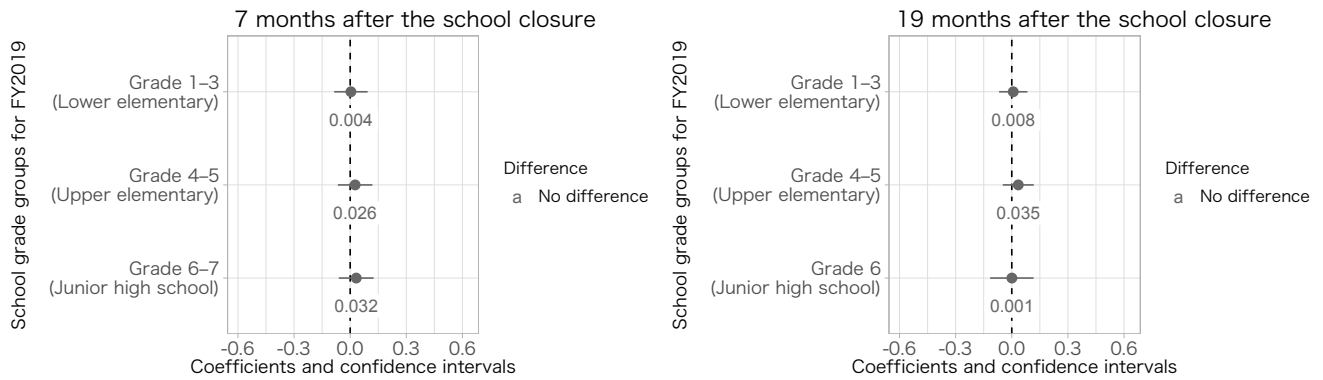 7 months after the school closure
School grade groups for FY2019
Grade 1–3
(Lower elementary)
0.004
Grade 4–5
(Upper elementary)
0.026
Grade 6–7
(Junior high school)
0.032
-0.6 -0.3 0.0 0.3 0.6
Coefficients and confidence intervals
Difference
a No difference
19 months after the school closure
School grade groups for FY2019
Grade 1–3
(Lower elementary)
0.008
Grade 4–5
(Upper elementary)
0.035
Grade 6
(Junior high school)
0.001
-0.6 -0.3 0.0 0.3 0.6
Coefficients and confidence intervals
Difference
a No difference